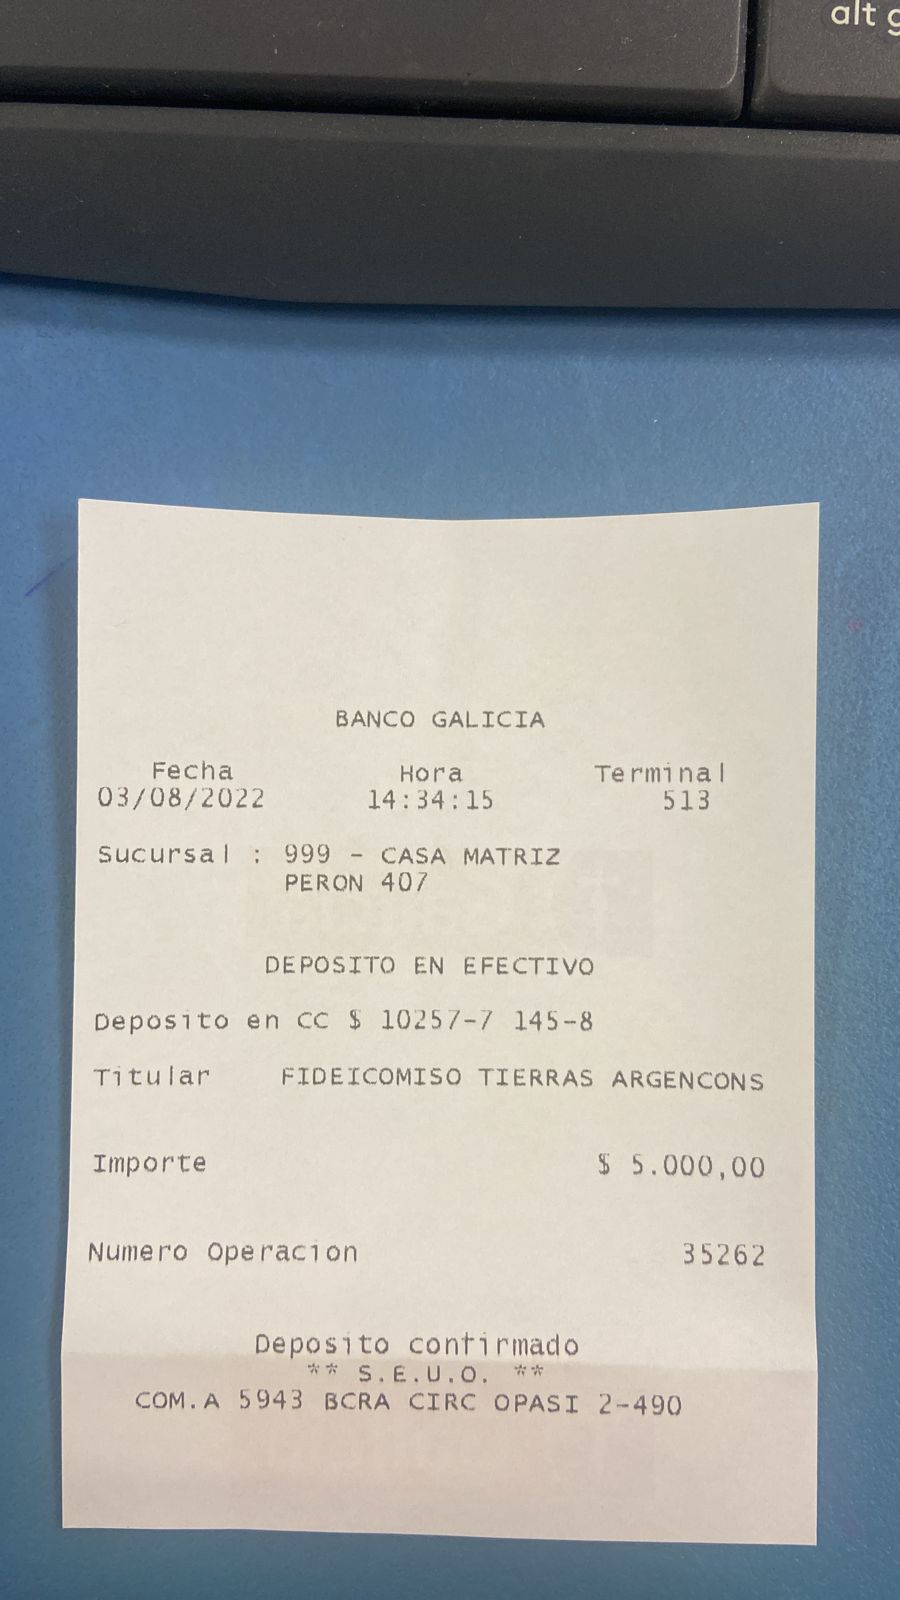 alt g
BANCO GALICIA
Fecha Hora Terminal
03/08/2022 14:34:15 513
Sucursal : 999 - CASA MATRIZ
PERON 407
DEPOSITO EN EFECTIVO
Deposito en CC $ 10257-7 145-8
Titular FIDEICOMISO TIERRAS ARGENCONS
Importe $ 5.000,00
Numero Operacion 35262
Deposito confirmado
** S.E.U.O. **
COM.A 5943 BCRA CIRC OPASI 2-490